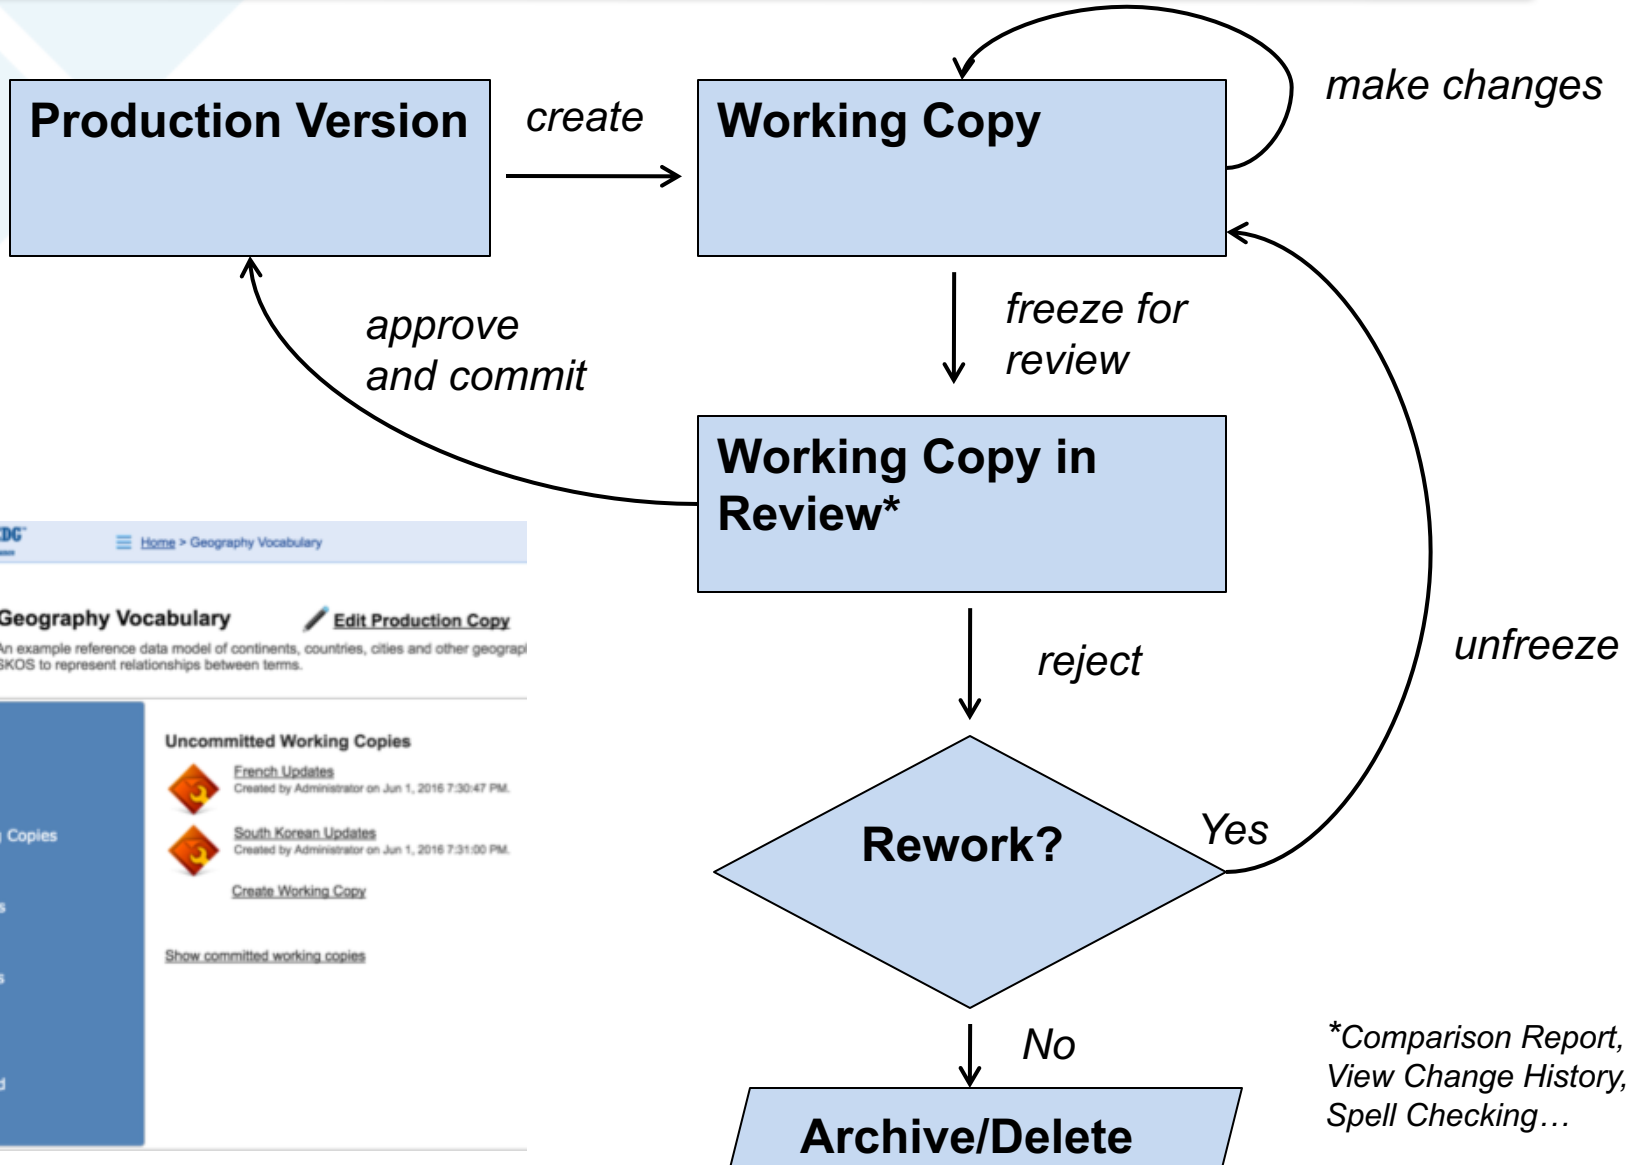 Production Version
create
Working Copy
make changes
approve
and commit
freeze for
review
Working Copy in
Review*
reject
unfreeze
Rework?
Yes
No
Archive/Delete
*Comparison Report,
View Change History,
Spell Checking…
Home > Geography Vocabulary
Geography Vocabulary
Edit Production Copy
An example reference data model of continents, countries, cities and other
SKOS to represent relationships between terms.
Uncommitted Working Copies
French Updates
Created by Administrator on Jun 1, 2016 7:30:47 PM.
South Korean Updates
Created by Administrator on Jun 1, 2016 7:31:00 PM.
Create Working Copy
Show committed working copies
Copies